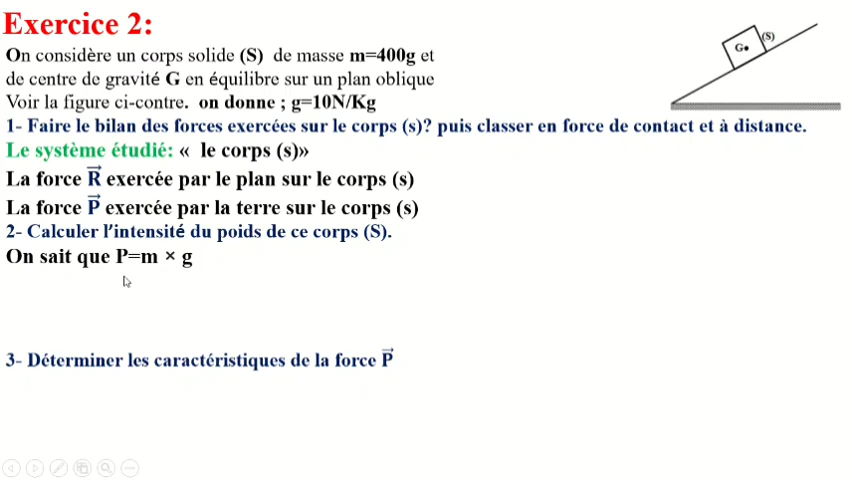 Exercice 2:
On considère un corps solide (S) de masse m=400g et
de centre de gravité G en équilibre sur un plan oblique
Voir la figure ci-contre. on donne ; g=10N/Kg
1- Faire le bilan des forces exercées sur le corps (s)? puis classer en force de contact et à distance.
Le système étudié: « le corps (s)»
La force R⃗ exercée par le plan sur le corps (s)
La force P⃗ exercée par la terre sur le corps (s)
2- Calculer l'intensité du poids de ce corps (S).
On sait que P=m × g
3- Déterminer les caractéristiques de la force P⃗
G
(S)